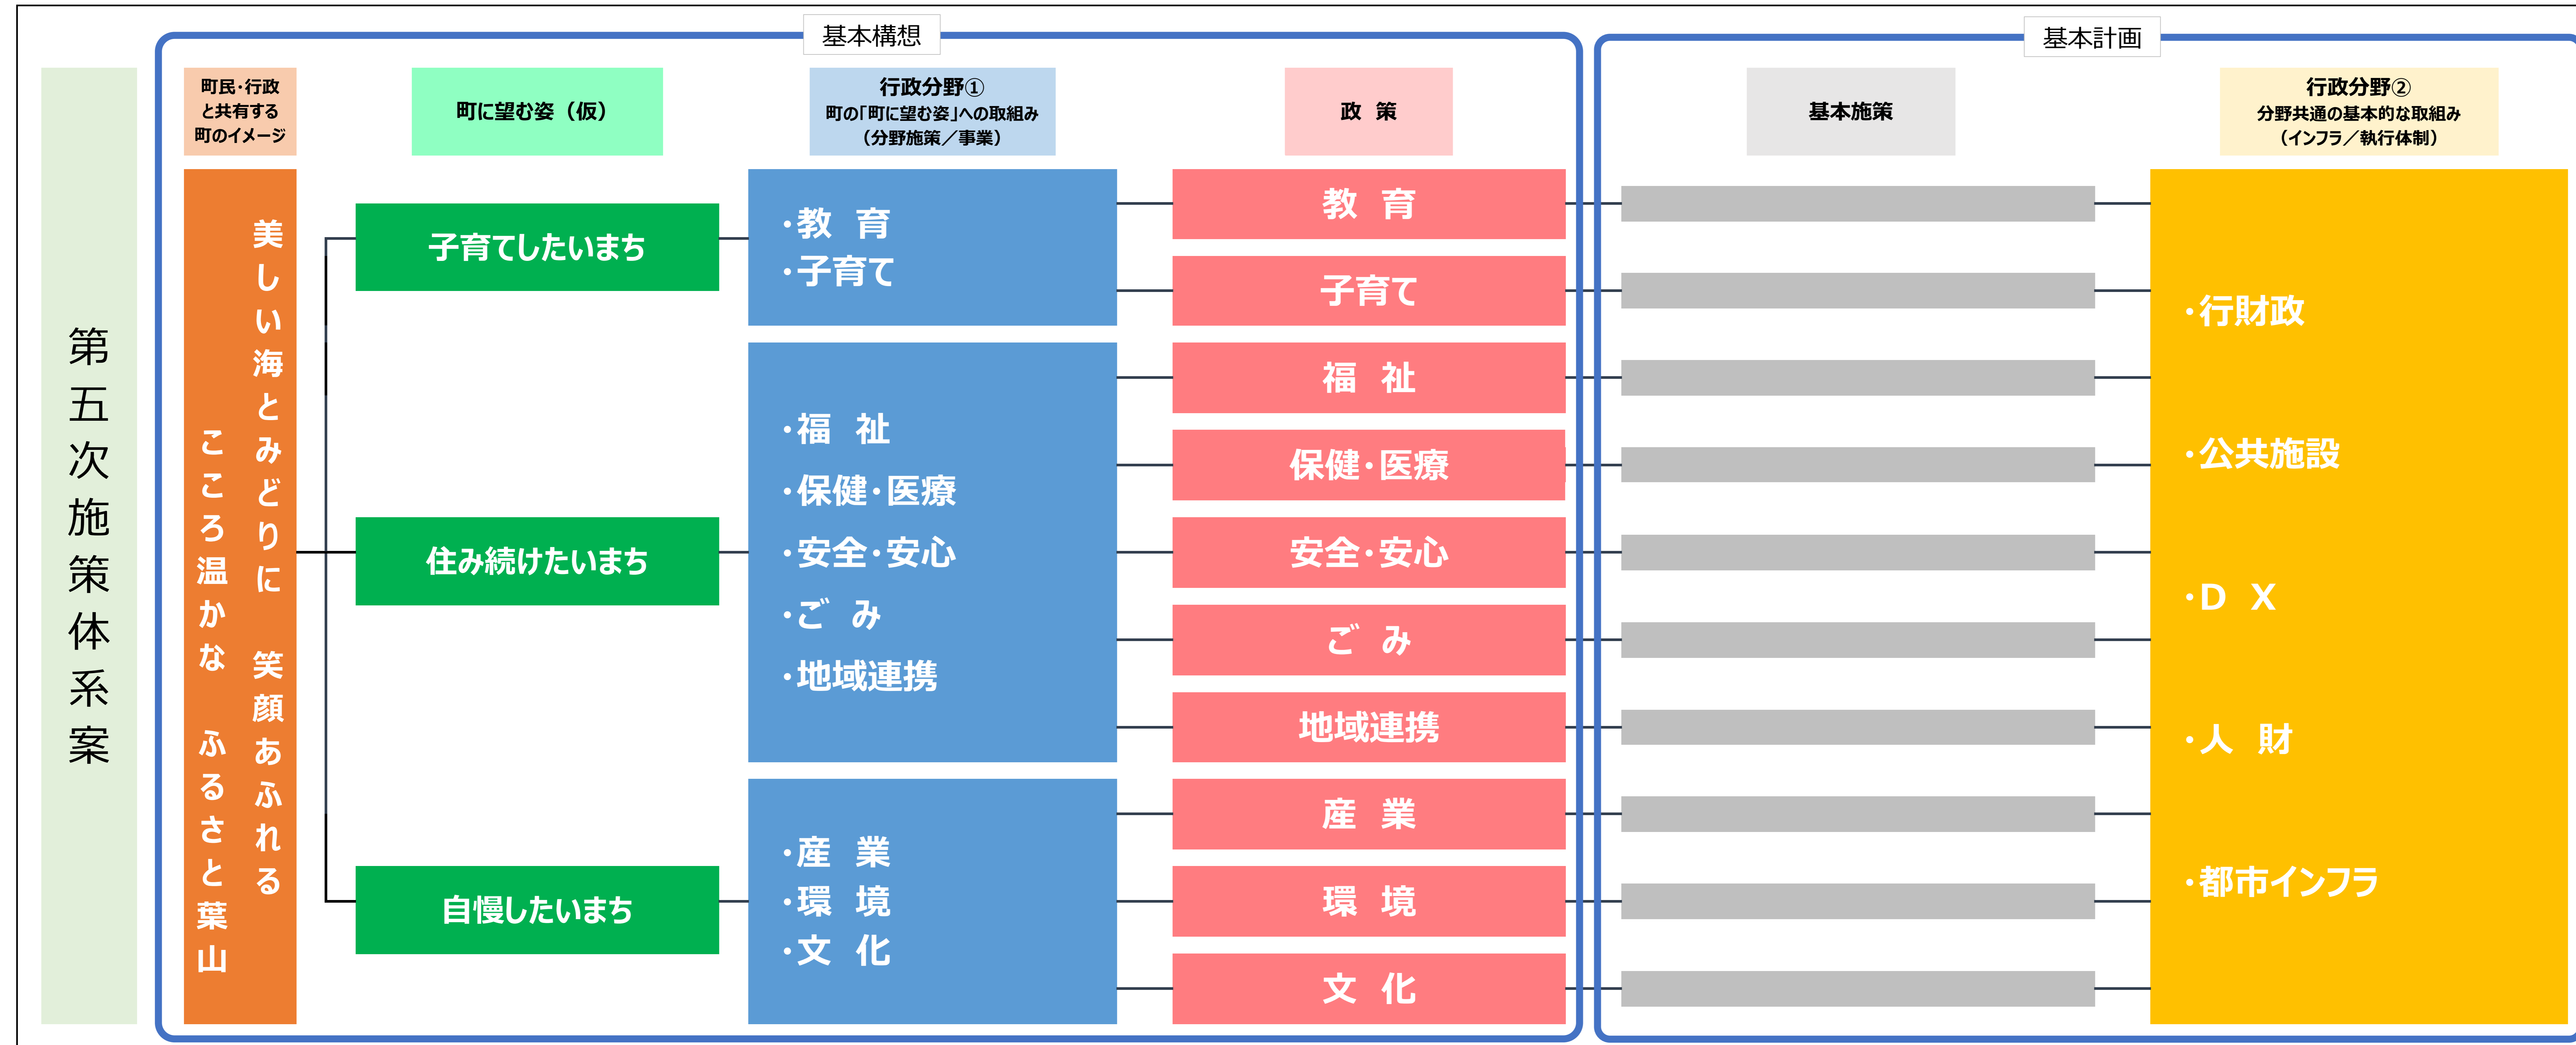 基本構想
基本計画
第五次施策体系案
町民・行政
と共有する
町のイメージ
町に望む姿（仮）
行政分野①
町の「町に望む姿」への取組み
（分野施策／事業）
政 策
基本施策
行政分野②
分野共通の基本的な取組み
（インフラ／執行体制）
美しい海とみどりに　笑顔あふれる
こころ温かな　ふるさと葉山
子育てしたいまち
住み続けたいまち
自慢したいまち
・教　育
・子育て
・福　祉
・保健・医療
・安全・安心
・ご　み
・地域連携
・産　業
・環　境
・文　化
教　育
子育て
福　祉
保健・医療
安全・安心
ご　み
地域連携
産　業
環　境
文　化
・行財政
・公共施設
・D　X
・人　財
・都市インフラ